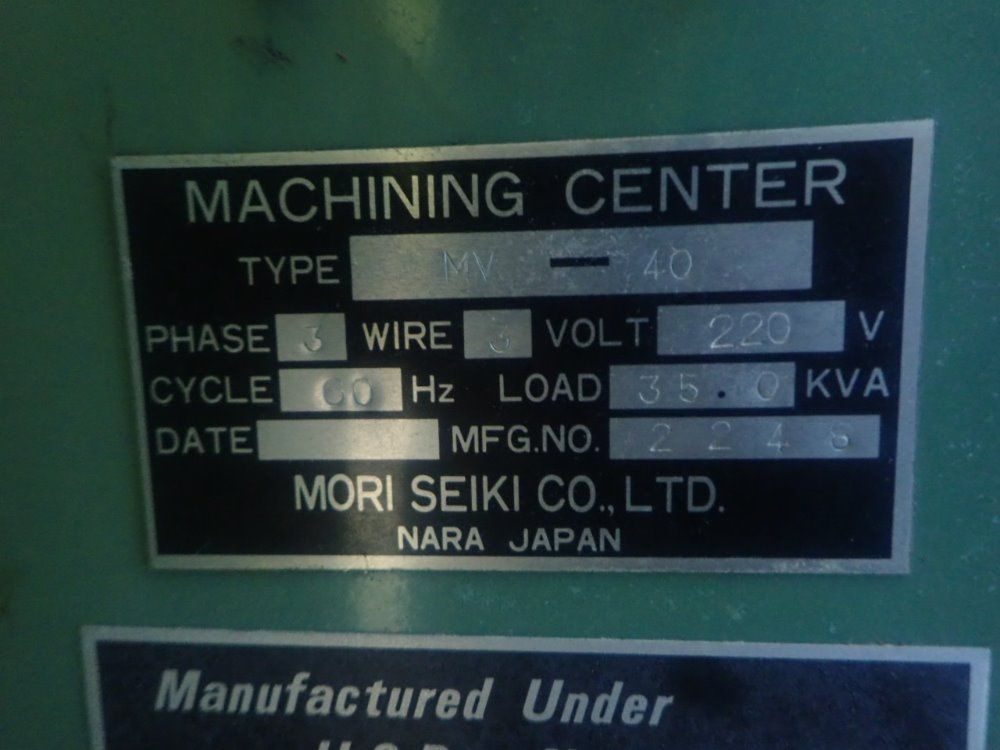 MACHINING CENTER
TYPE MV - 40
PHASE 3 WIRE 3 VOLT 220 V
CYCLE 60 Hz LOAD 35.0 KVA
DATE MFG.NO.
MORI SEIKI CO., LTD.
NARA JAPAN
Manufactured Under